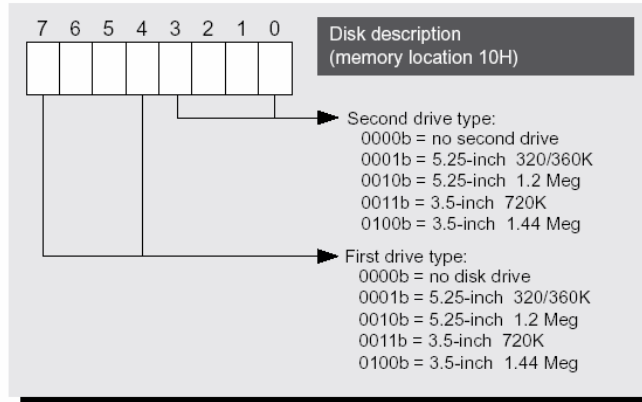 7 6 5 4 3 2 1 0
Disk description
(memory location 10H)
Second drive type:
0000b = no second drive
0001b = 5.25-inch 320/360K
0010b = 5.25-inch 1.2 Meg
0011b = 3.5-inch 720K
0100b = 3.5-inch 1.44 Meg
First drive type:
0000b = no disk drive
0001b = 5.25-inch 320/360K
0010b = 5.25-inch 1.2 Meg
0011b = 3.5-inch 720K
0100b = 3.5-inch 1.44 Meg